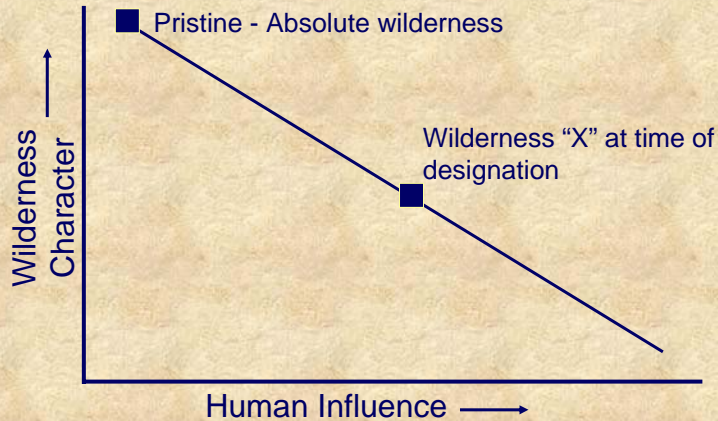 Pristine - Absolute wilderness
Wilderness “X” at time of
designation
Wilderness
Character
Human Influence